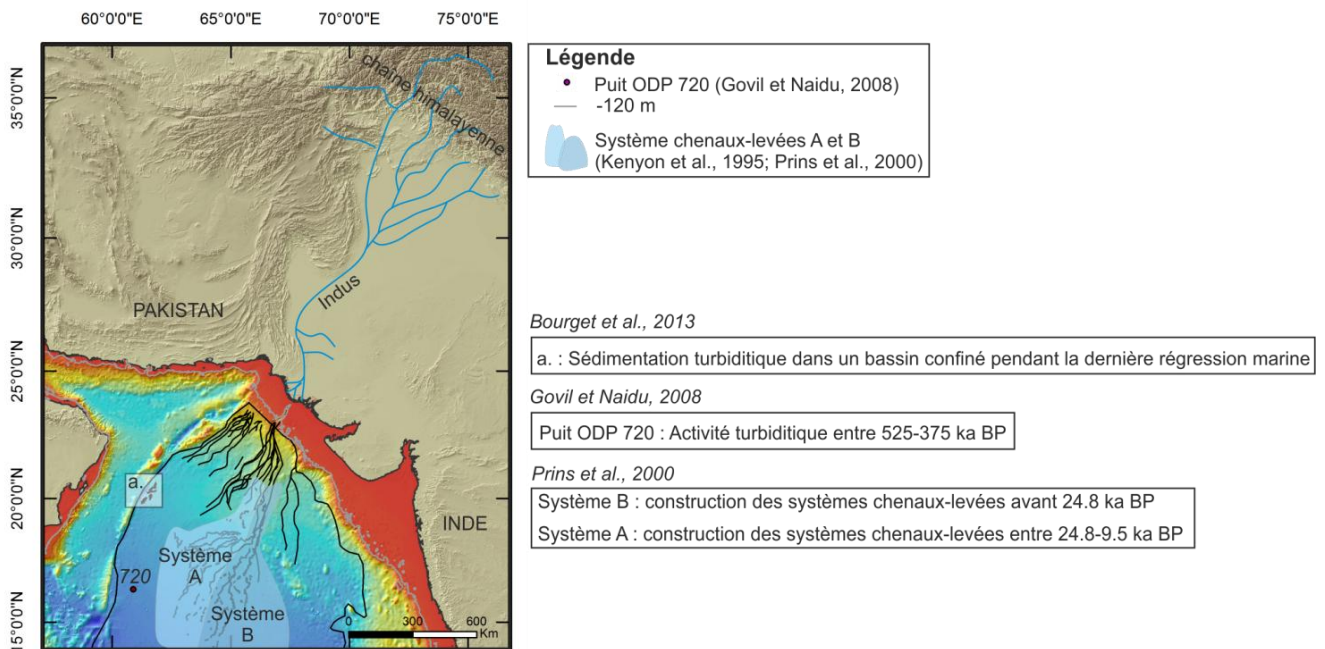 60°0'0"E 65°0'0"E 70°0'0"E 75°0'0"E
35°0'0"N
30°0'0"N
25°0'0"N
20°0'0"N
15°0'0"N
chaîne himalayenne
Indus
PAKISTAN
INDE
a.
720
Système
A
Système
B
0 300 600
Km
Légende
Puit ODP 720 (Govil et Naidu, 2008)
-120 m
Système chenaux-levées A et B
(Kenyon et al., 1995; Prins et al., 2000)
Bourget et al., 2013
a. : Sédimentation turbiditique dans un bassin confiné pendant la dernière régression marine
Govil et Naidu, 2008
Puit ODP 720 : Activité turbiditique entre 525-375 ka BP
Prins et al., 2000
Système B : construction des systèmes chenaux-levées avant 24.8 ka BP
Système A : construction des systèmes chenaux-levées entre 24.8-9.5 ka BP